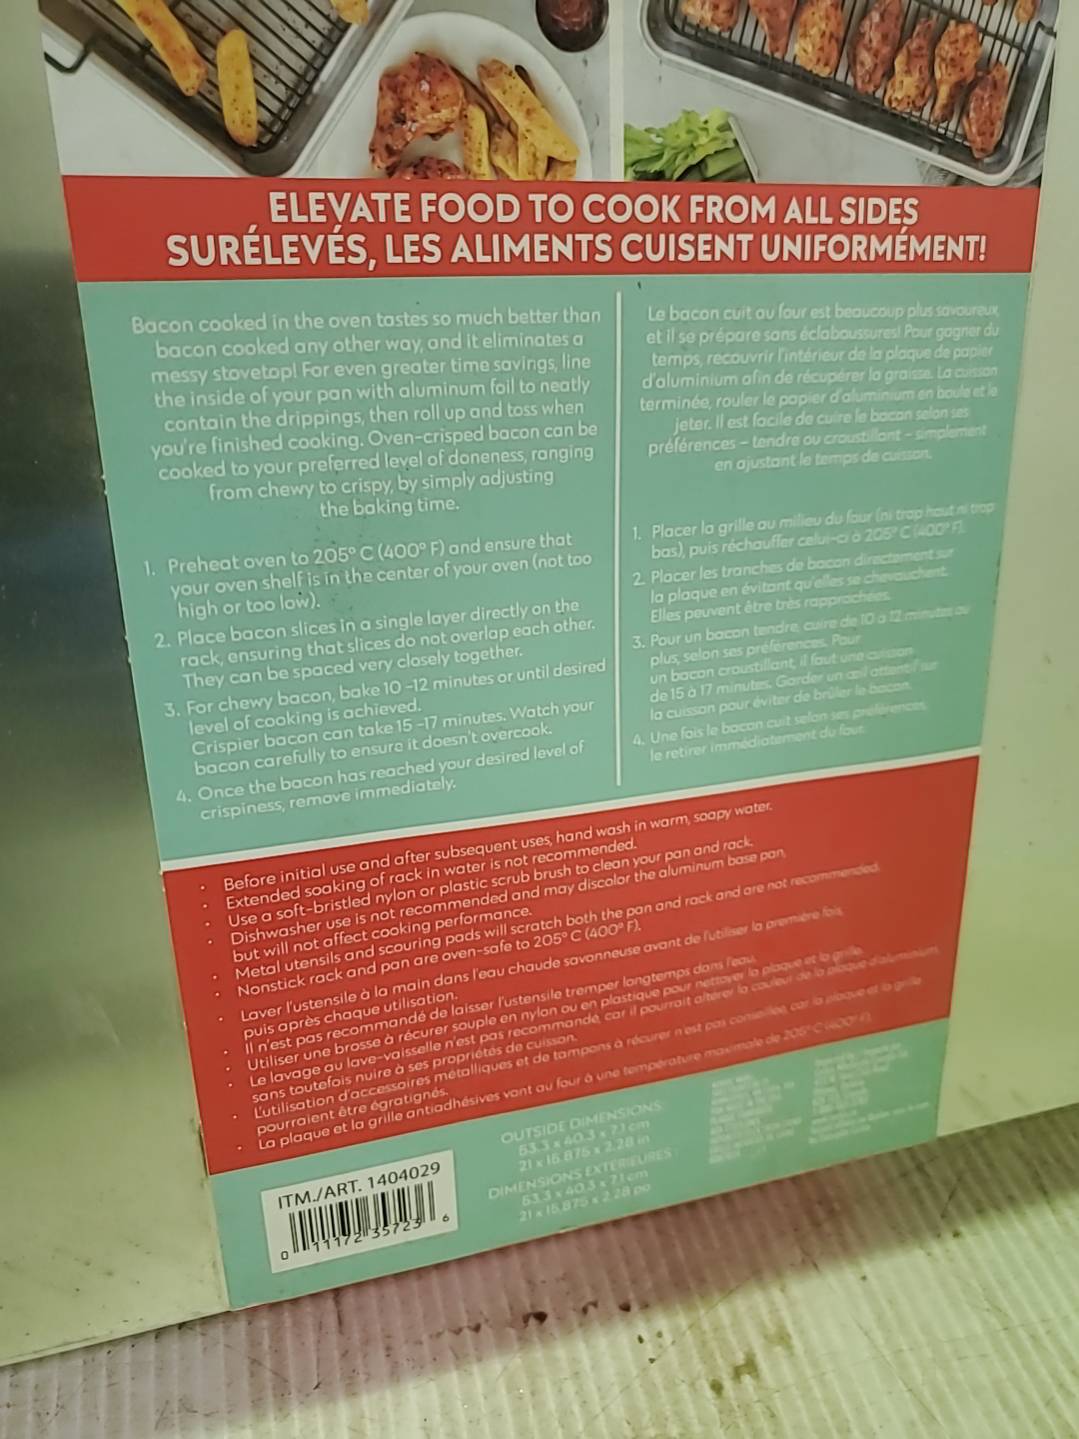 ELEVATE FOOD TO COOK FROM ALL SIDES
SURÉLEVÉS, LES ALIMENTS CUISENT UNIFORMÉMENT!
Bacon cooked in the oven tastes so much better than
bacon cooked any other way, and it eliminates a
messy stovetop! For even greater time savings, line
the inside of your pan with aluminum foil to neatly
contain the drippings, then roll up and toss when
you're finished cooking. Oven-crisped bacon can be
cooked to your preferred level of doneness, ranging
from chewy to crispy, by simply adjusting
the baking time.
1. Preheat oven to 205° C (400° F) and ensure that
your oven shelf is in the center of your oven (not too
high or too low).
2. Place bacon slices in a single layer directly on the
rack, ensuring that slices do not overlap each other.
They can be spaced very closely together.
3. For chewy bacon, bake 10 -12 minutes or until desired
level of cooking is achieved.
Crispier bacon can take 15 -17 minutes. Watch your
bacon carefully to ensure it doesn't overcook.
4. Once the bacon has reached your desired level of
crispiness, remove immediately.
Le bacon cuit au four est beaucoup plus savoureux,
et il se prépare sans éclaboussures! Pour gagner du
temps, recouvrir l'intérieur de la plaque de papier
d'aluminium afin de récupérer la graisse. La cuisson
terminée, rouler le papier d'aluminium en boule et le
jeter. Il est facile de cuire le bacon selon ses
préférences – tendre ou croustillant – simplement
en ajustant le temps de cuisson.
1. Placer la grille au milieu du four (ni trop haut ni trop
bas), puis réchauffer celui-ci à 205° C (400° F).
2. Placer les tranches de bacon directement sur
la plaque en évitant qu'elles se chevauchent.
Elles peuvent être très rapprochées.
3. Pour un bacon tendre, cuire de 10 à 12 minutes ou
plus, selon ses préférences. Pour
un bacon croustillant, il faut une cuisson
de 15 à 17 minutes. Garder un œil attentif sur
la cuisson pour éviter de brûler le bacon.
4. Une fois le bacon cuit selon ses préférences,
le retirer immédiatement du four.
• Before initial use and after subsequent uses, hand wash in warm, soapy water.
• Extended soaking of rack in water is not recommended.
• Use a soft-bristled nylon or plastic scrub brush to clean your pan and rack.
• Dishwasher use is not recommended and may discolor the aluminum base pan,
but will not affect cooking performance.
• Metal utensils and scouring pads will scratch both the pan and rack and are not recommended.
• Nonstick rack and pan are oven-safe to 205° C (400° F).
• Laver l'ustensile à la main dans l'eau chaude savonneuse avant de l'utiliser la première fois,
puis après chaque utilisation.
• Il n'est pas recommandé de laisser l'ustensile tremper longtemps dans l'eau.
• Utiliser une brosse à récurer souple en nylon ou en plastique pour nettoyer la plaque et la grille.
• Le lavage au lave-vaisselle n'est pas recommandé, car il pourrait altérer la couleur de la plaque d'aluminium,
sans toutefois nuire à ses propriétés de cuisson.
• L'utilisation d'accessoires métalliques et de tampons à récurer n'est pas conseillée, car la plaque et la grille
pourraient être égratignés.
• La plaque et la grille antiadhésives vont au four à une température maximale de 205° C (400° F).
OUTSIDE DIMENSIONS:
53.3 x 40.3 x 7.1 cm
21 x 15.875 x 2.28 in
DIMENSIONS EXTÉRIEURES :
53.3 x 40.3 x 7.1 cm
21 x 15,875 x 2.28 po
ITM./ART. 1404029
0 11172 35723 6